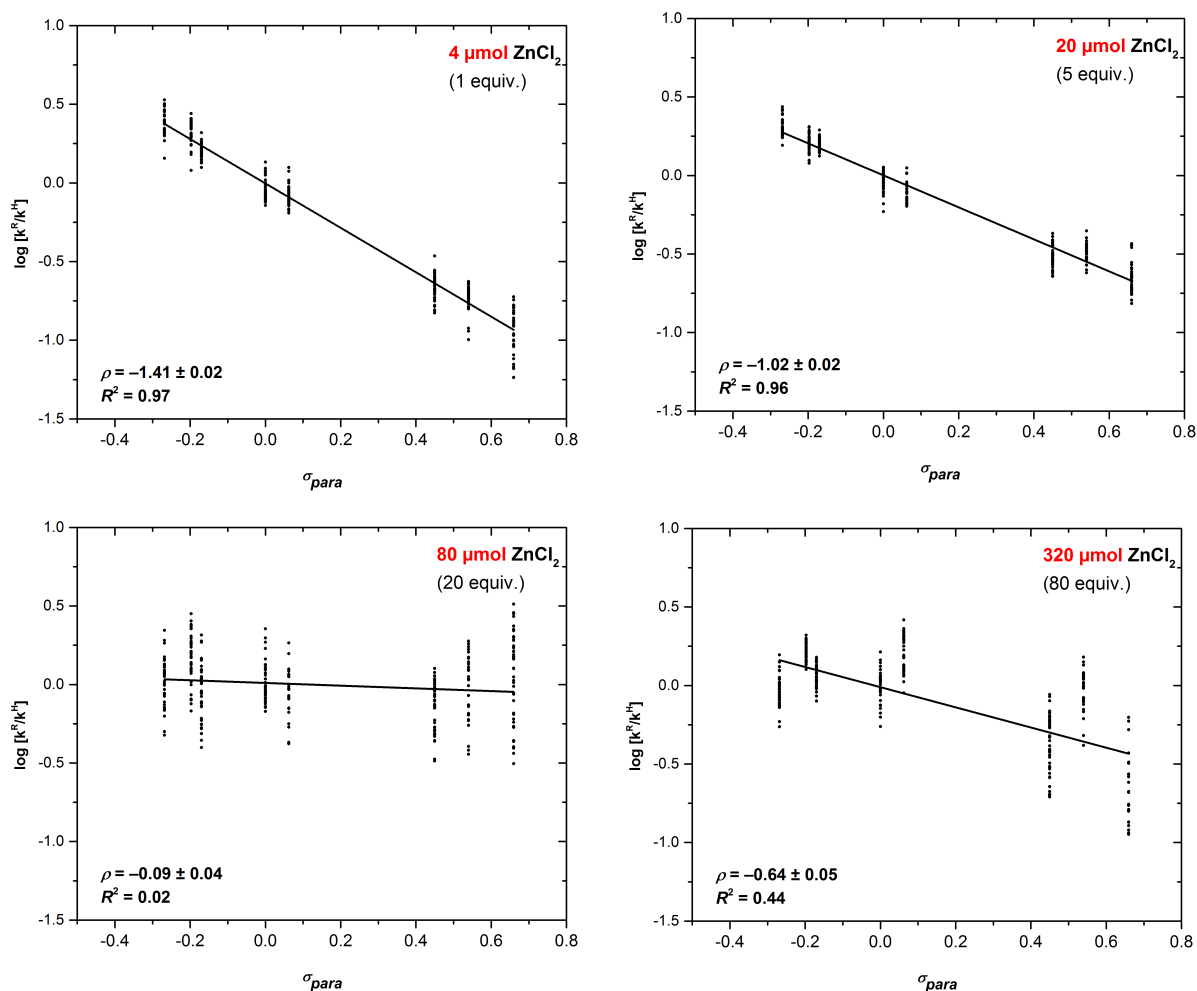 4 µmol ZnCl₂
(1 equiv.)
1.0
0.5
0.0
-0.5
-1.0
-1.5
log [kᴿ/kᴴ]
ρ = –1.41 ± 0.02
R² = 0.97
-0.4 -0.2 0.0 0.2 0.4 0.6 0.8
σpara
20 µmol ZnCl₂
(5 equiv.)
1.0
0.5
0.0
-0.5
-1.0
-1.5
log [kᴿ/kᴴ]
ρ = –1.02 ± 0.02
R² = 0.96
-0.4 -0.2 0.0 0.2 0.4 0.6 0.8
σpara
80 µmol ZnCl₂
(20 equiv.)
1.0
0.5
0.0
-0.5
-1.0
-1.5
log [kᴿ/kᴴ]
ρ = –0.09 ± 0.04
R² = 0.02
-0.4 -0.2 0.0 0.2 0.4 0.6 0.8
σpara
320 µmol ZnCl₂
(80 equiv.)
1.0
0.5
0.0
-0.5
-1.0
-1.5
log [kᴿ/kᴴ]
ρ = –0.64 ± 0.05
R² = 0.44
-0.4 -0.2 0.0 0.2 0.4 0.6 0.8
σpara